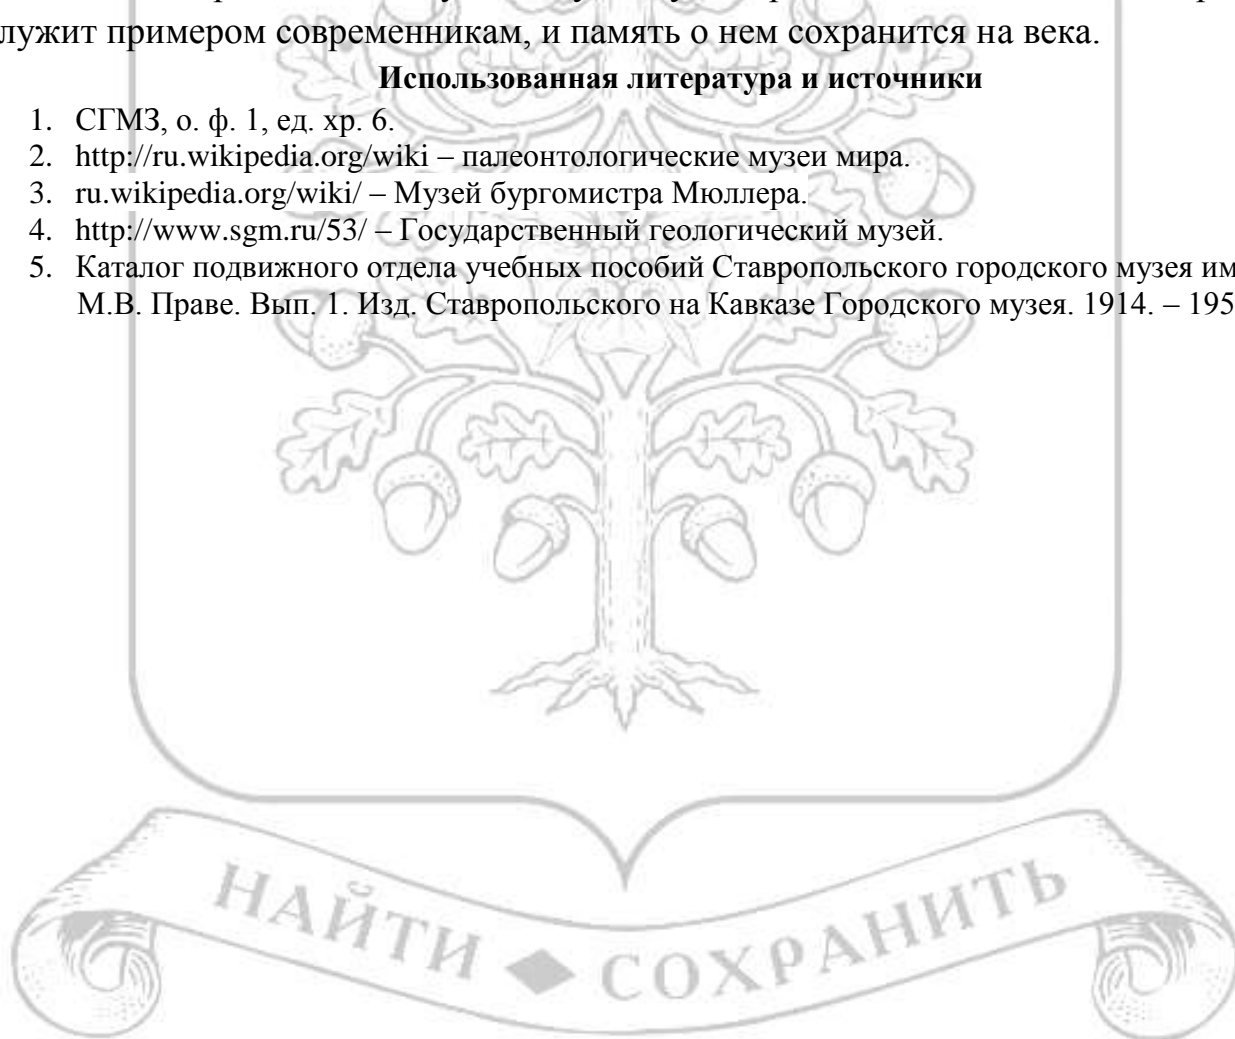 лужит примером современникам, и память о нем сохранится на века.
Использованная литература и источники
1. СГМЗ, о. ф. 1, ед. хр. 6.
2. http://ru.wikipedia.org/wiki – палеонтологические музеи мира.
3. ru.wikipedia.org/wiki/ – Музей бургомистра Мюллера.
4. http://www.sgm.ru/53/ – Государственный геологический музей.
5. Каталог подвижного отдела учебных пособий Ставропольского городского музея им
М.В. Праве. Вып. 1. Изд. Ставропольского на Кавказе Городского музея. 1914. – 195
НАЙТИ ◆ СОХРАНИТЬ